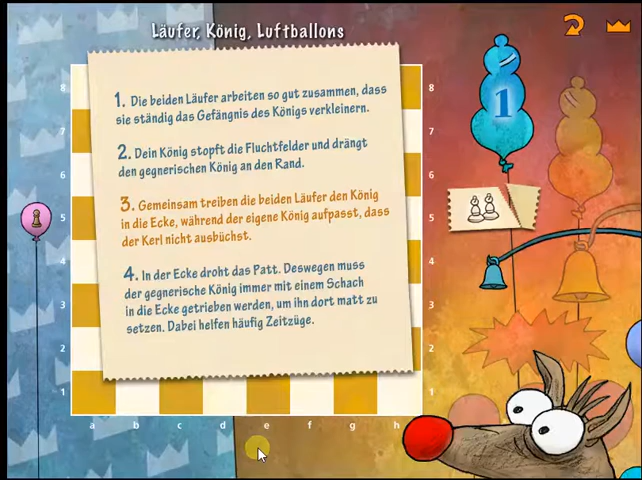 Läufer, König, Luftballons
1. Die beiden Läufer arbeiten so gut zusammen, dass
sie ständig das Gefängnis des Königs verkleinern.
2. Dein König stopft die Fluchtfelder und drängt
den gegnerischen König an den Rand.
3. Gemeinsam treiben die beiden Läufer den König
in die Ecke, während der eigene König aufpasst, dass
der Kerl nicht ausbüchst.
4. In der Ecke droht das Patt. Deswegen muss
der gegnerische König immer mit einem Schach
in die Ecke getrieben werden, um ihn dort matt zu
setzen. Dabei helfen häufig Zeitzüge.
8 8
7 7
6 6
5 5
4 4
3 3
2 2
1 1
a b c d e f g h
1